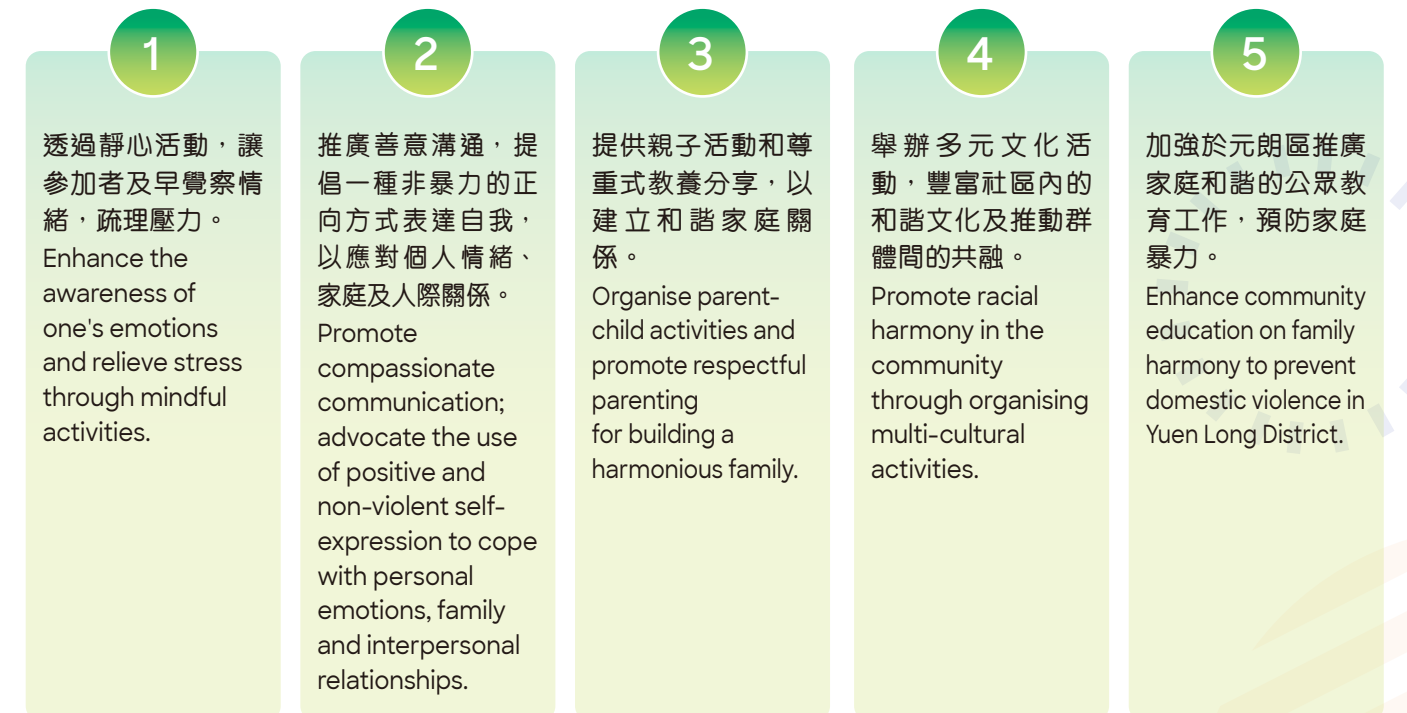 1
透過靜心活動，讓
參加者及早覺察情
緒，疏理壓力。
Enhance the
awareness of
one's emotions
and relieve stress
through mindful
activities.
2
推廣善意溝通，提
倡一種非暴力的正
向方式表達自我，
以應對個人情緒、
家庭及人際關係。
Promote
compassionate
communication;
advocate the use
of positive and
non-violent self-
expression to cope
with personal
emotions, family
and interpersonal
relationships.
3
提供親子活動和尊
重式教養分享，以
建立和諧家庭關
係。
Organise parent-
child activities and
promote respectful
parenting
for building a
harmonious family.
4
舉辦多元文化活
動，豐富社區內的
和諧文化及推動群
體間的共融。
Promote racial
harmony in the
community
through organising
multi-cultural
activities.
5
加強於元朗區推廣
家庭和諧的公眾教
育工作，預防家庭
暴力。
Enhance community
education on family
harmony to prevent
domestic violence in
Yuen Long District.